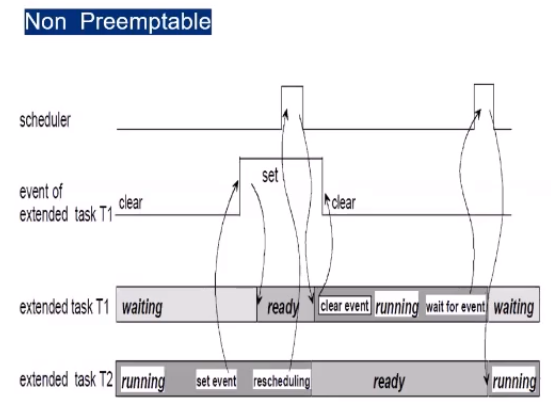 Non Preemptable
scheduler
set
event of
extended task T1
clear
clear
extended task T1
waiting
ready
clear event
running
wait for event
waiting
extended task T2
running
set event
rescheduling
ready
running